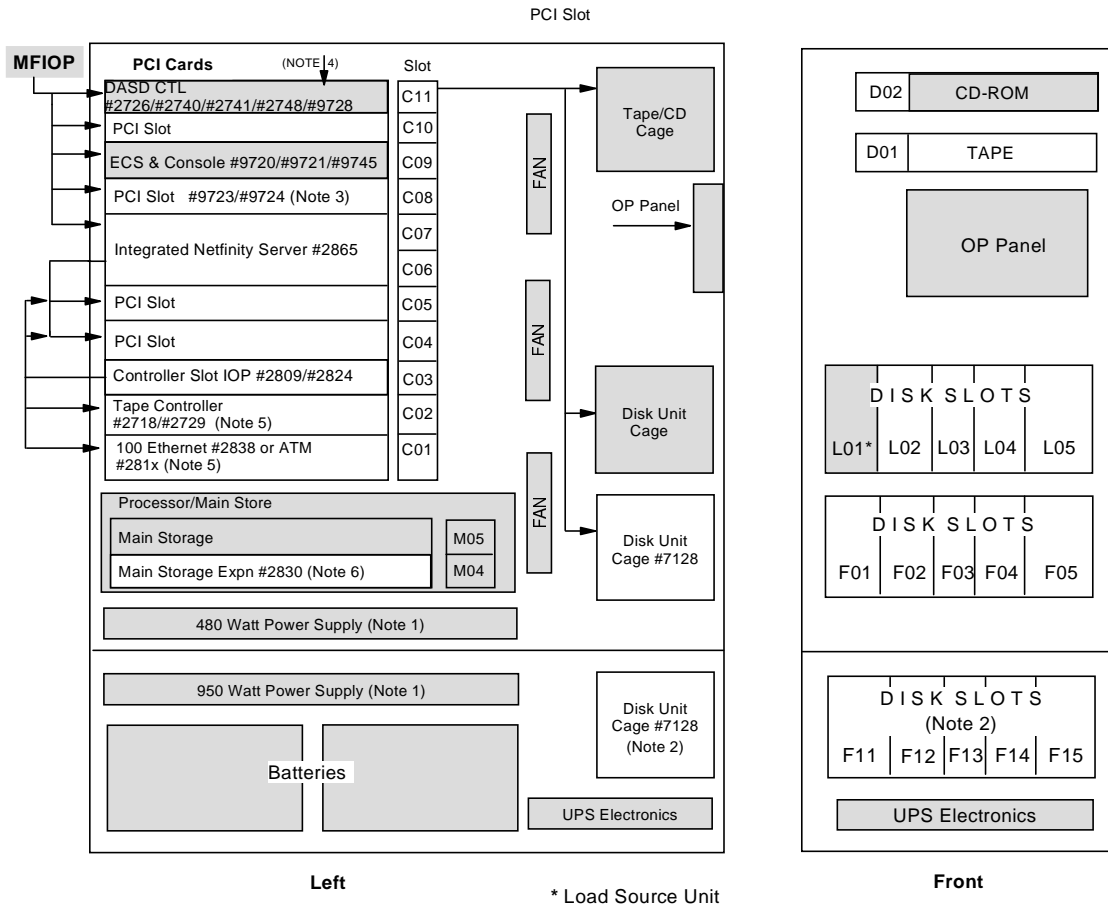 PCI Slot
MFIOP
PCI Cards
(NOTE 4)
Slot
DASD CTL
#2726/#2740/#2741/#2748/#9728
C11
PCI Slot
C10
ECS & Console #9720/#9721/#9745
C09
PCI Slot #9723/#9724 (Note 3)
C08
Integrated Netfinity Server #2865
C07
C06
PCI Slot
C05
PCI Slot
C04
Controller Slot IOP #2809/#2824
C03
Tape Controller
#2718/#2729 (Note 5)
C02
100 Ethernet #2838 or ATM
#281x (Note 5)
C01
Processor/Main Store
Main Storage
M05
Main Storage Expn #2830 (Note 6)
M04
480 Watt Power Supply (Note 1)
950 Watt Power Supply (Note 1)
Batteries
FAN
FAN
FAN
Tape/CD
Cage
OP Panel
Disk Unit
Cage
Disk Unit
Cage #7128
Disk Unit
Cage #7128
(Note 2)
UPS Electronics
Left
* Load Source Unit
D02
CD-ROM
D01
TAPE
OP Panel
DISK SLOTS
L01* L02 L03 L04 L05
DISK SLOTS
F01 F02 F03 F04 F05
DISK SLOTS
(Note 2)
F11 F12 F13 F14 F15
UPS Electronics
Front